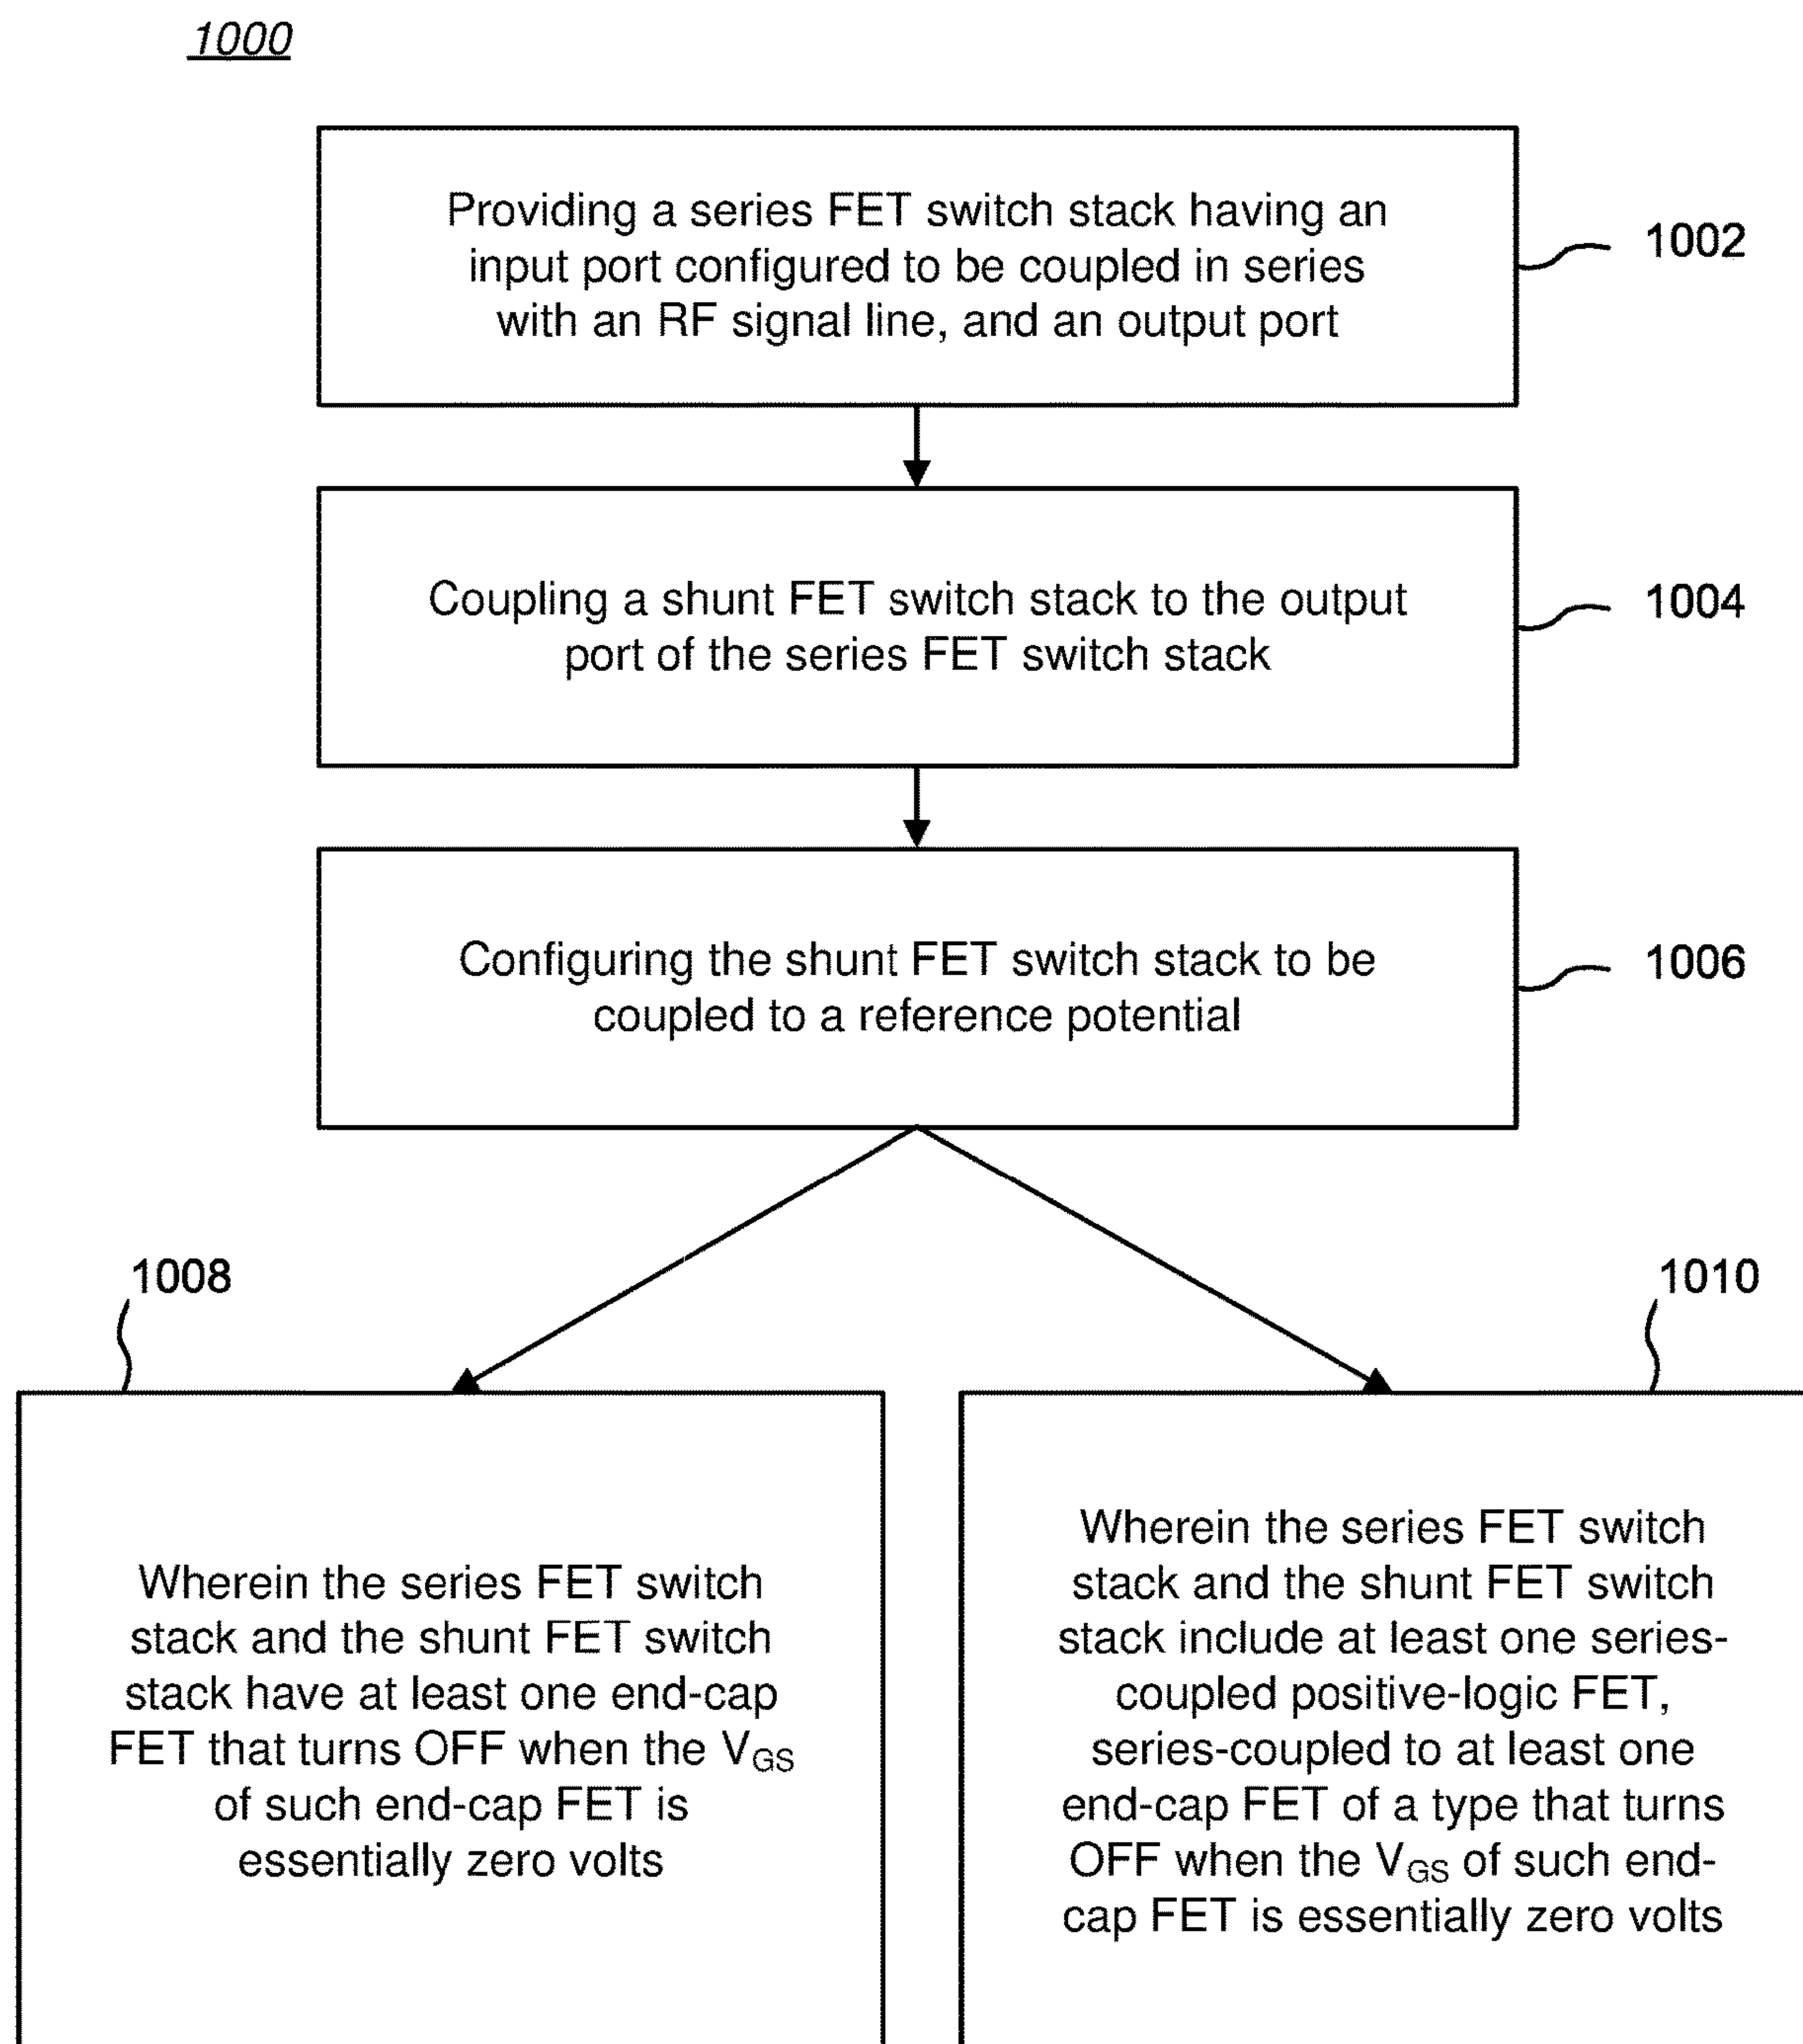 1000
Providing a series FET switch stack having an
input port configured to be coupled in series
with an RF signal line, and an output port
1002
Coupling a shunt FET switch stack to the output
port of the series FET switch stack
1004
Configuring the shunt FET switch stack to be
coupled to a reference potential
1006
1008
Wherein the series FET switch
stack and the shunt FET switch
stack have at least one end-cap
FET that turns OFF when the VGS
of such end-cap FET is
essentially zero volts
1010
Wherein the series FET switch
stack and the shunt FET switch
stack include at least one series-
coupled positive-logic FET,
series-coupled to at least one
end-cap FET of a type that turns
OFF when the VGS of such end-
cap FET is essentially zero volts